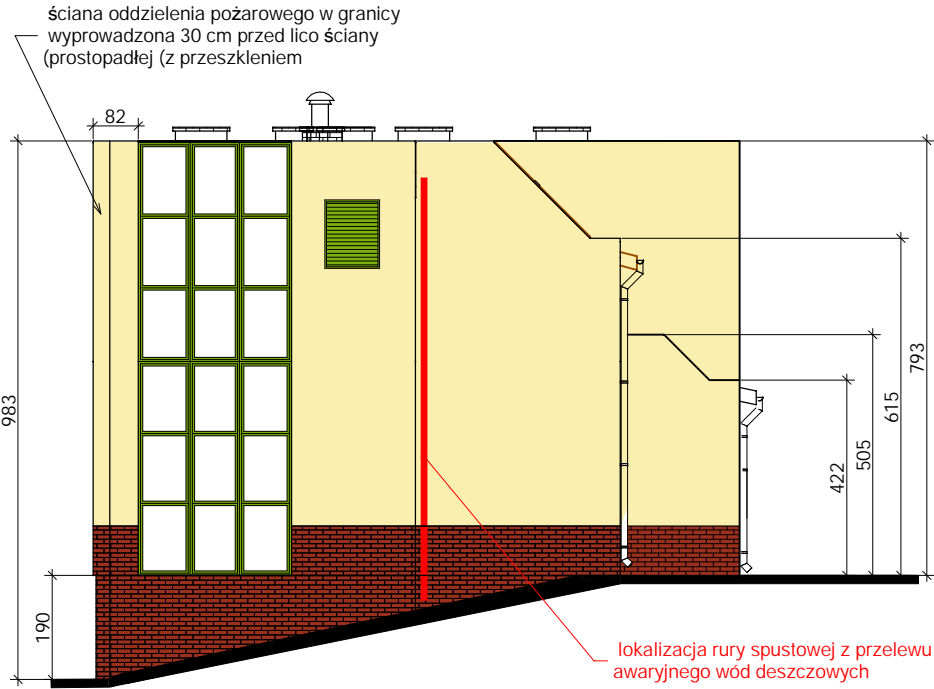 ściana oddzielenia pożarowego w granicy
wyprowadzona 30 cm przed lico ściany
(prostopadłej (z przeszkleniem
82
983
190
793
615
505
422
lokalizacja rury spustowej z przelewu
awaryjnego wód deszczowych